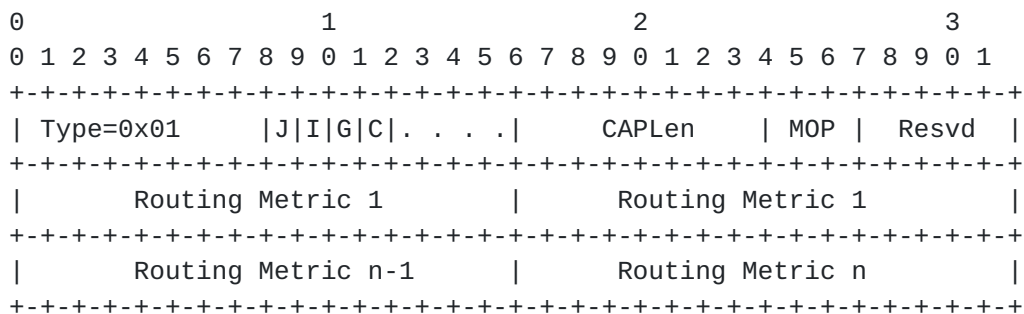 0                   1                   2                   3
0 1 2 3 4 5 6 7 8 9 0 1 2 3 4 5 6 7 8 9 0 1 2 3 4 5 6 7 8 9 0 1
+-+-+-+-+-+-+-+-+-+-+-+-+-+-+-+-+-+-+-+-+-+-+-+-+-+-+-+-+-+-+-+-+
| Type=0x01     |J|I|G|C|. . . .|     CAPLen    | MOP |  Resvd  |
+-+-+-+-+-+-+-+-+-+-+-+-+-+-+-+-+-+-+-+-+-+-+-+-+-+-+-+-+-+-+-+-+
|       Routing Metric 1        |      Routing Metric 1         |
+-+-+-+-+-+-+-+-+-+-+-+-+-+-+-+-+-+-+-+-+-+-+-+-+-+-+-+-+-+-+-+-+
|       Routing Metric n-1      |      Routing Metric n         |
+-+-+-+-+-+-+-+-+-+-+-+-+-+-+-+-+-+-+-+-+-+-+-+-+-+-+-+-+-+-+-+-+